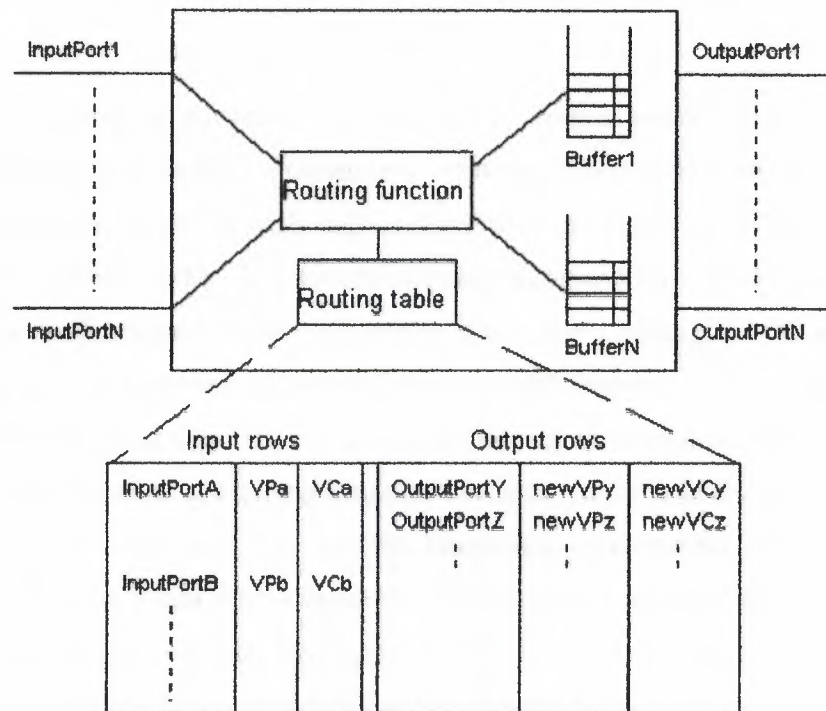 InputPort1
OutputPort1
Buffer1
Routing function
Routing table
InputPortN
BufferN
OutputPortN
Input rows
Output rows
InputPortA VPa VCa OutputPortY newVPy newVCy
OutputPortZ newVPz newVCz
InputPortB VPb VCb